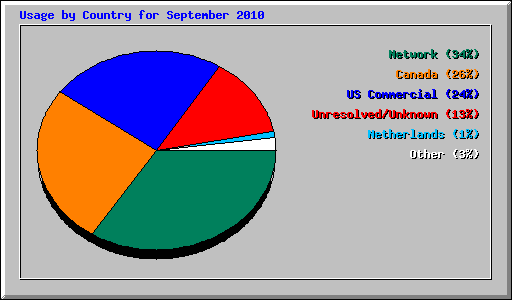 Usage by Country for September 2010
Network (34%)
Canada (26%)
US Commercial (24%)
Unresolved/Unknown (13%)
Netherlands (1%)
Other (3%)